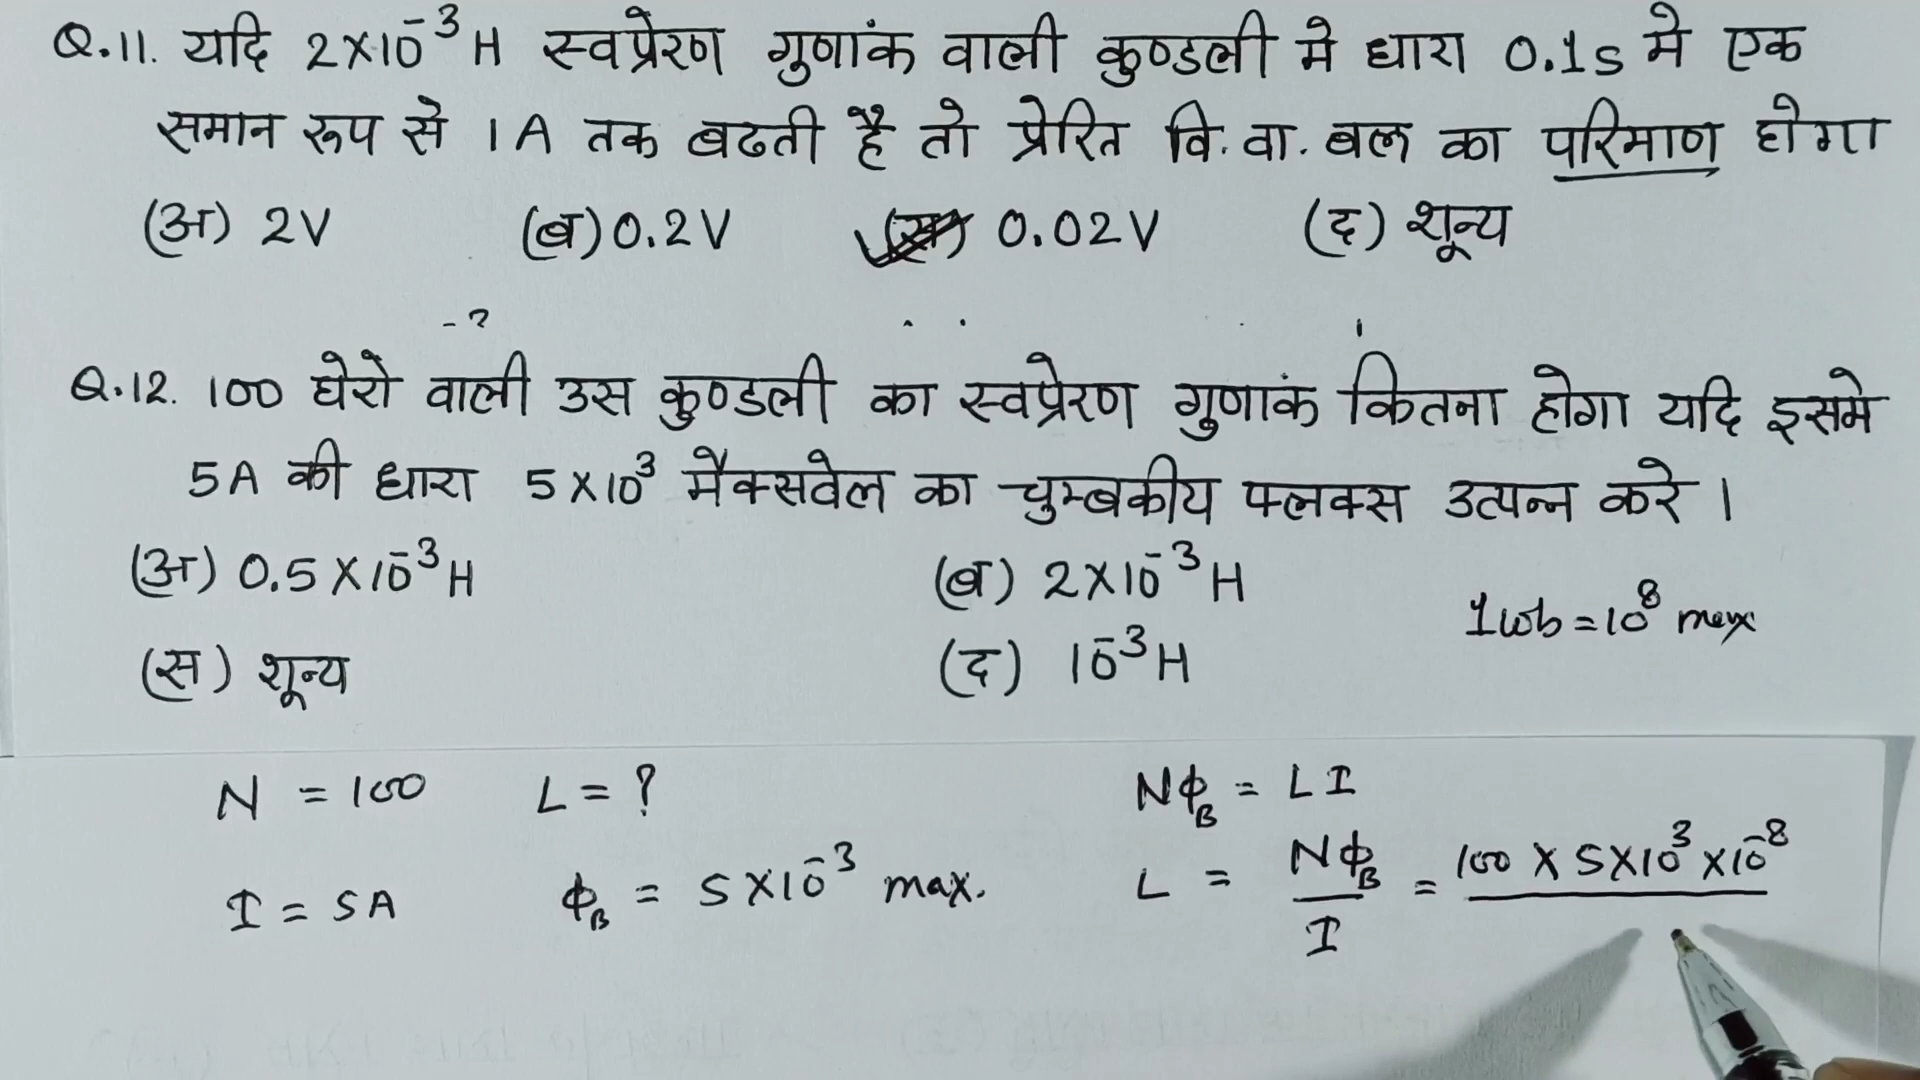 Q.11. यदि 2×10⁻³ H स्वप्रेरण गुणांक वाली कुण्डली मे धारा 0.1s मे एक
समान रूप से 1A तक बढती है तो प्रेरित वि. वा. बल का परिमाण होगा
(अ) 2V (ब) 0.2V (स) 0.02V (द) शून्य
Q.12. 100 घेरो वाली उस कुण्डली का स्वप्रेरण गुणांक कितना होगा यदि इसमे
5A की धारा 5×10³ मैक्सवेल का चुम्बकीय फ्लक्स उत्पन्न करे ।
(अ) 0.5×10⁻³ H (ब) 2×10⁻³ H
1wb = 10⁸ max
(स) शून्य (द) 10⁻³ H
N = 100 L = ? Nϕ_B = LI
I = 5A ϕ_B = 5×10⁻³ max. L = Nϕ_B / I = 100 × 5×10³ × 10⁻⁸